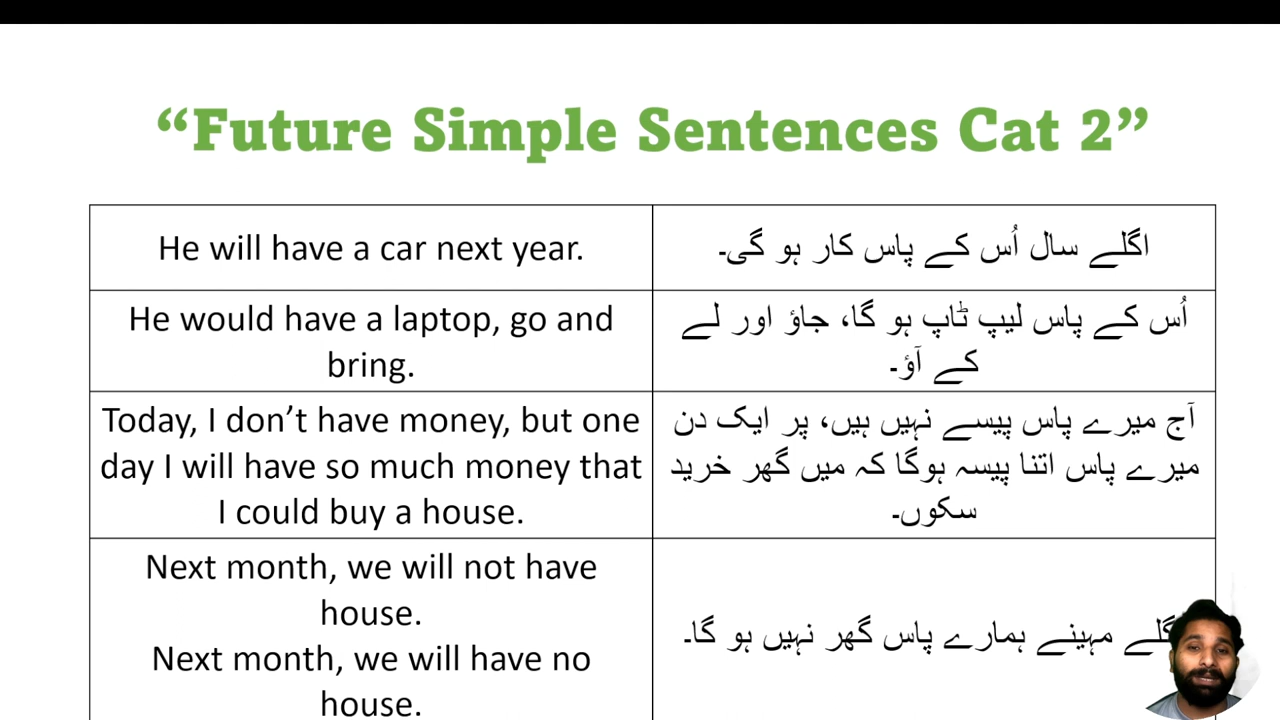 “Future Simple Sentences Cat 2”
He will have a car next year.
اگلے سال اُس کے پاس کار ہو گی۔
He would have a laptop, go and
bring.
اُس کے پاس لیپ ٹاپ ہو گا، جاؤ اور لے
کے آؤ۔
Today, I don’t have money, but one
day I will have so much money that
I could buy a house.
آج میرے پاس پیسے نہیں ہیں، پر ایک دن
میرے پاس اتنا پیسہ ہوگا کہ میں گھر خرید
سکوں۔
Next month, we will not have
house.
Next month, we will have no
house.
مہینے ہمارے پاس گھر نہیں ہو گا۔